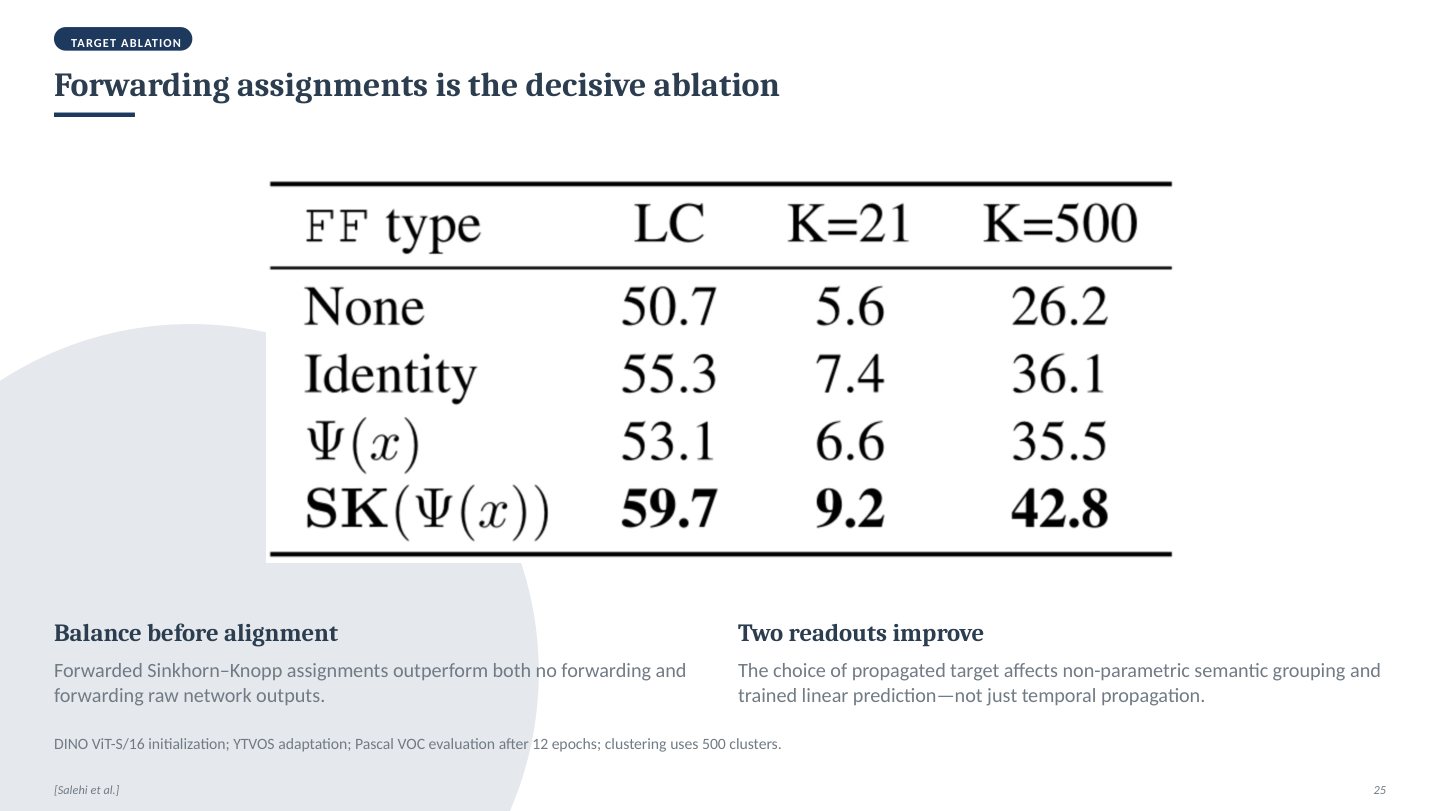 TARGET ABLATION
Forwarding assignments is the decisive ablation
FF type LC K=21 K=500
None 50.7 5.6 26.2
Identity 55.3 7.4 36.1
Ψ(x) 53.1 6.6 35.5
SK(Ψ(x)) 59.7 9.2 42.8
Balance before alignment
Forwarded Sinkhorn–Knopp assignments outperform both no forwarding and
forwarding raw network outputs.
Two readouts improve
The choice of propagated target affects non-parametric semantic grouping and
trained linear prediction—not just temporal propagation.
DINO ViT-S/16 initialization; YTVOS adaptation; Pascal VOC evaluation after 12 epochs; clustering uses 500 clusters.
[Salehi et al.]
25